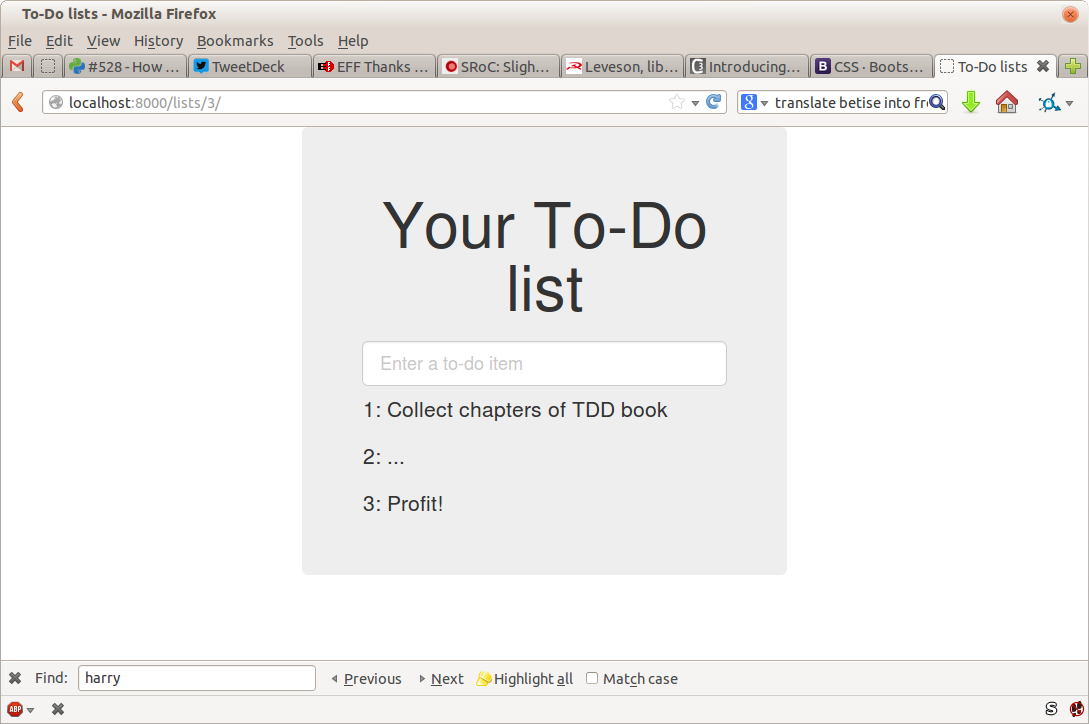 To-Do lists - Mozilla Firefox
File Edit View History Bookmarks Tools Help
#528 - How ... TweetDeck EFF Thanks ... SRoC: Sligh... Leveson, lib... Introducing... CSS · Boots... To-Do lists
localhost:8000/lists/3/ translate betise into fr
Your To-Do
list
Enter a to-do item
1: Collect chapters of TDD book
2: ...
3: Profit!
Find: harry Previous Next Highlight all Match case
ABP S